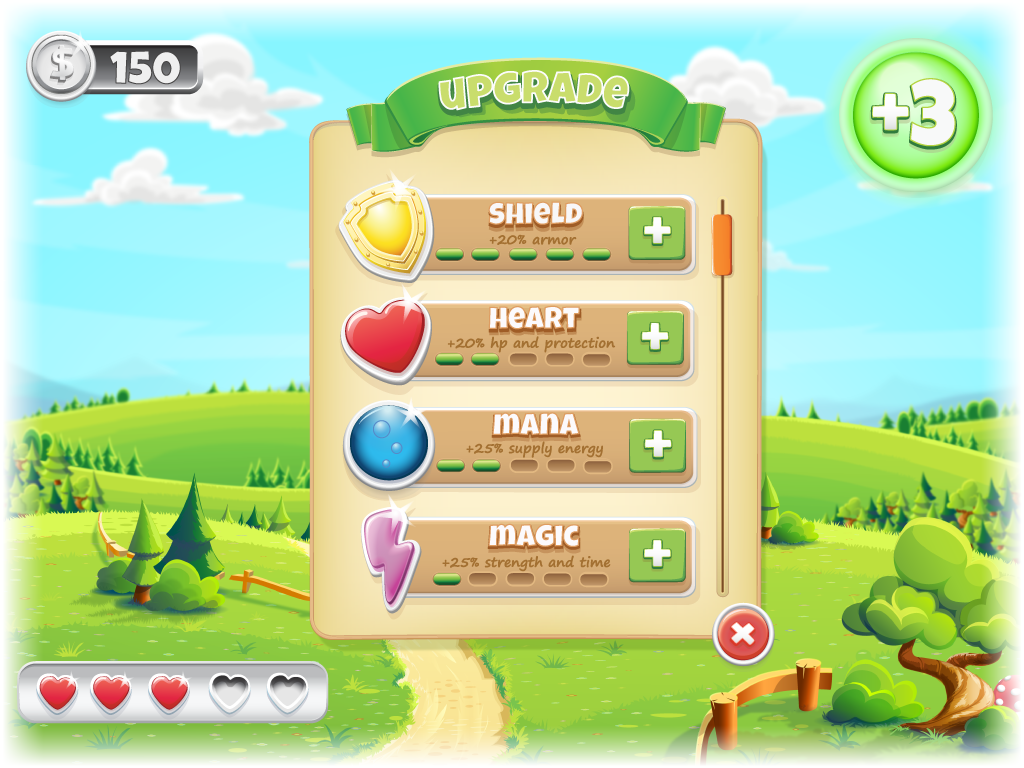 $ 150
UPGRADE
+3
SHIELD
+20% armor
HEART
+20% hp and protection
MANA
+25% supply energy
MAGIC
+25% strength and time